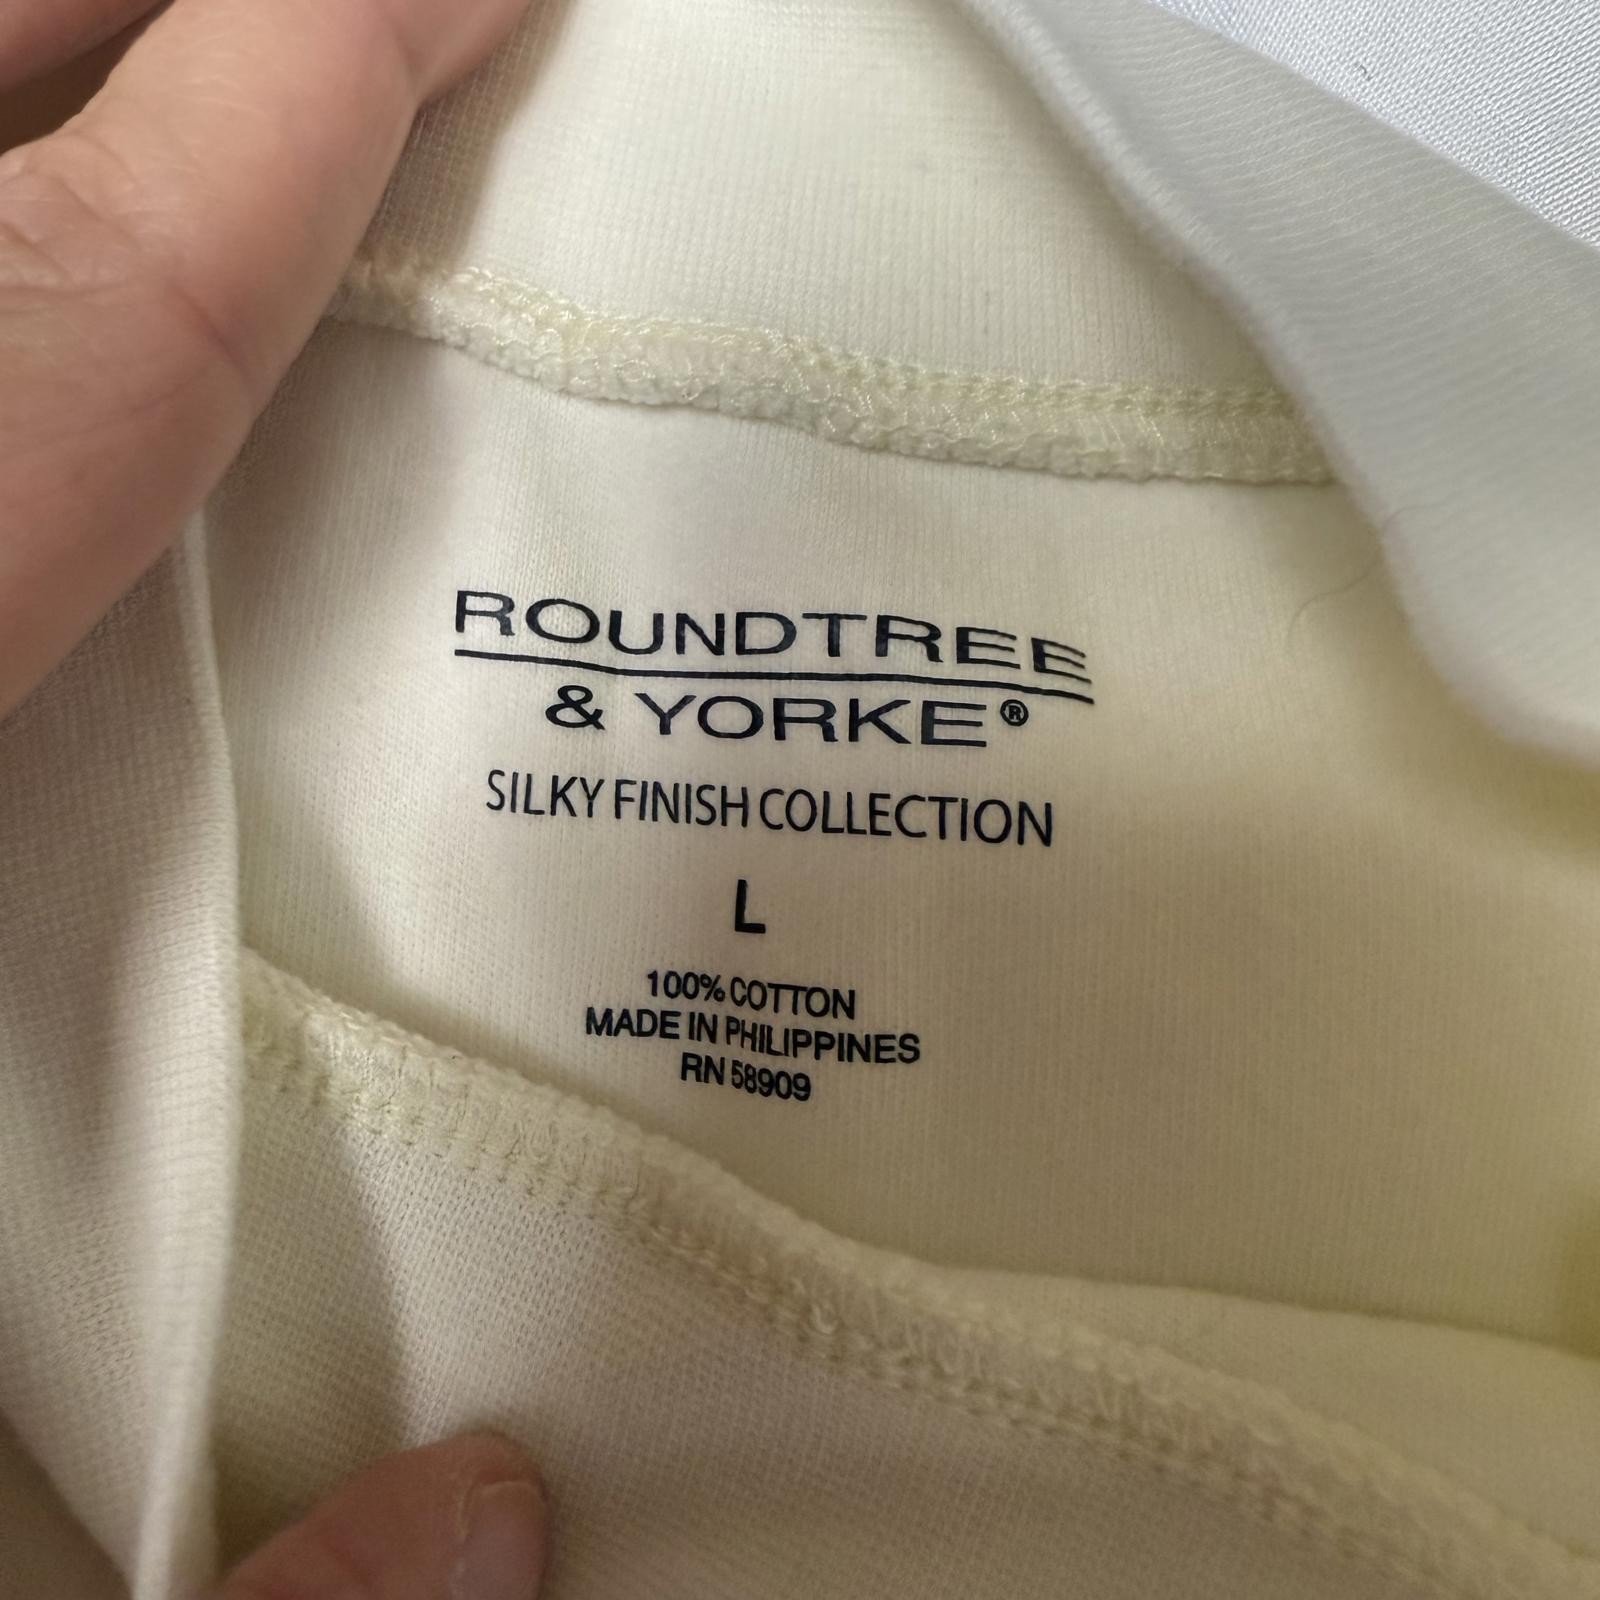 ROUNDTREE
& YORKE®
SILKY FINISH COLLECTION
L
100% COTTON
MADE IN PHILIPPINES
RN 58909